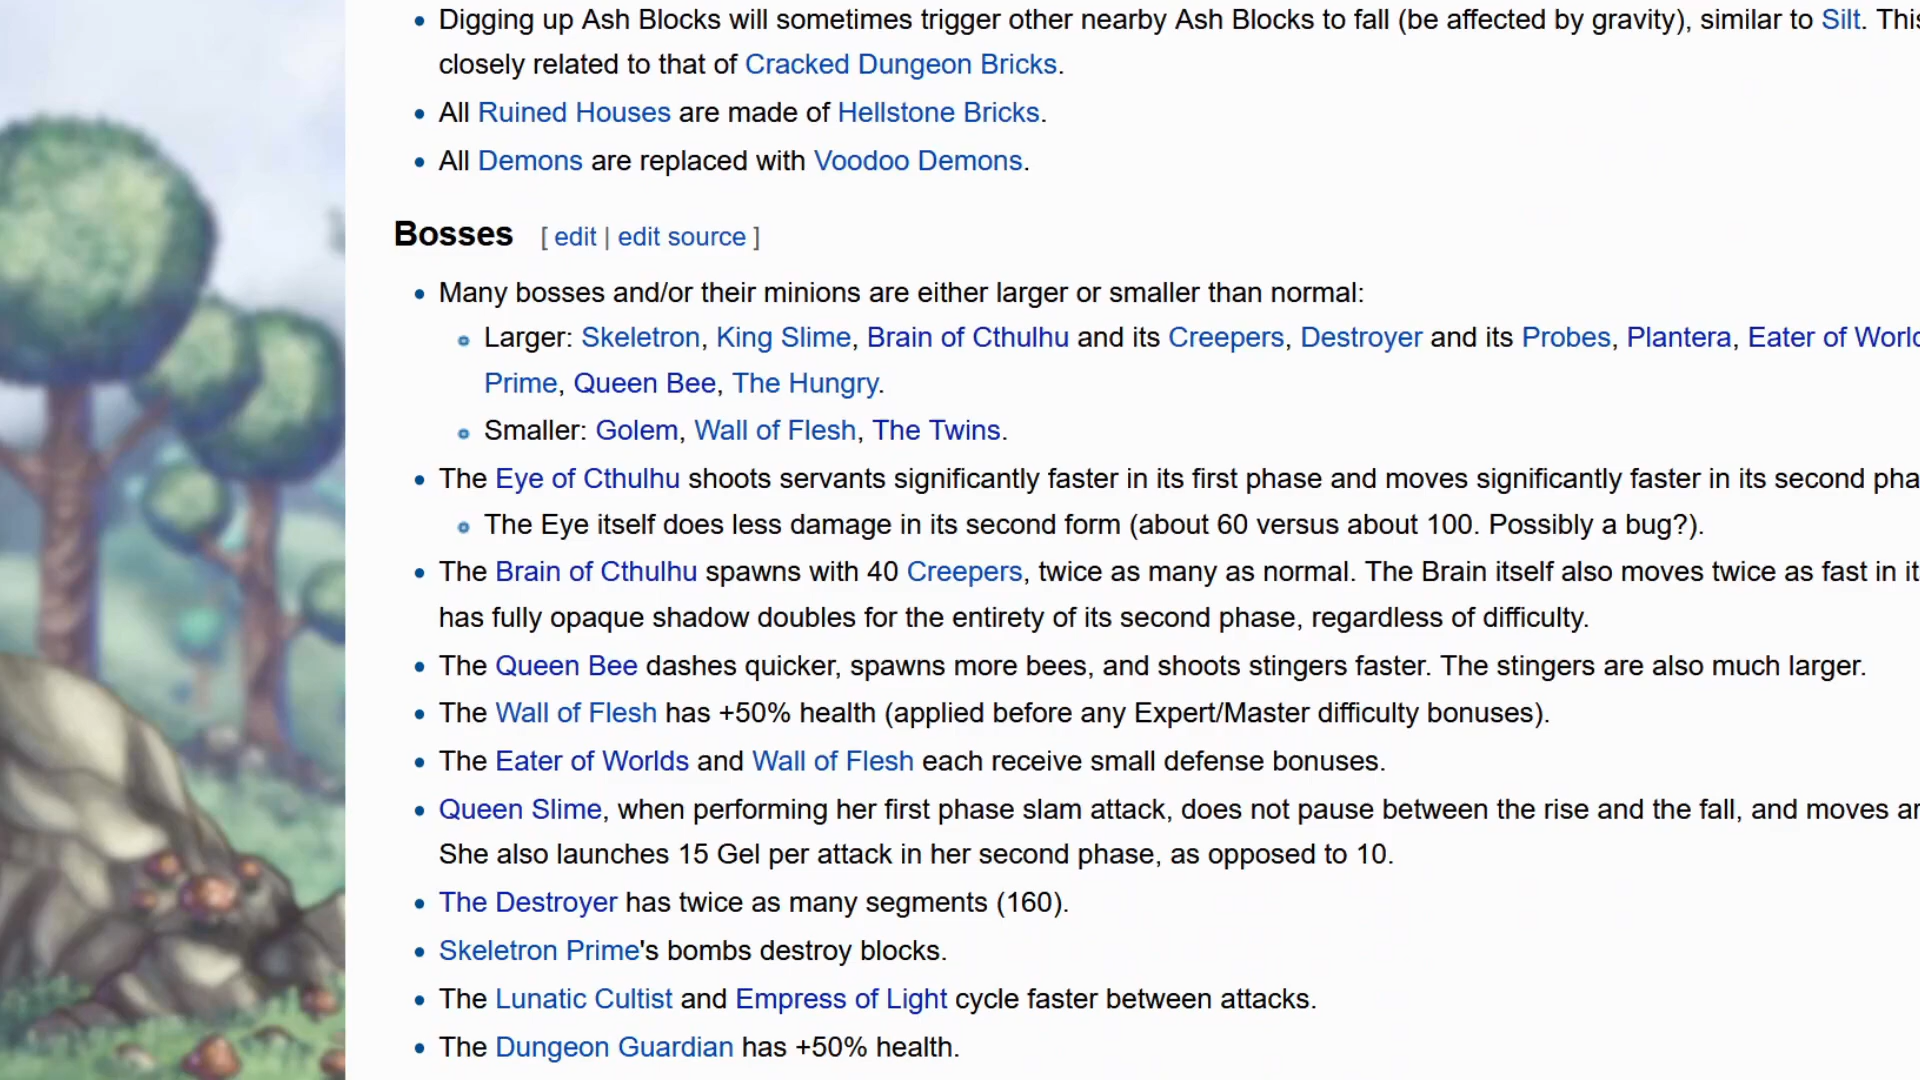 • Digging up Ash Blocks will sometimes trigger other nearby Ash Blocks to fall (be affected by gravity), similar to Silt. This
closely related to that of Cracked Dungeon Bricks.
• All Ruined Houses are made of Hellstone Bricks.
• All Demons are replaced with Voodoo Demons.
Bosses [ edit | edit source ]
• Many bosses and/or their minions are either larger or smaller than normal:
Larger: Skeletron, King Slime, Brain of Cthulhu and its Creepers, Destroyer and its Probes, Plantera, Eater of
Prime, Queen Bee, The Hungry.
Smaller: Golem, Wall of Flesh, The Twins.
• The Eye of Cthulhu shoots servants significantly faster in its first phase and moves significantly faster in its second pha
The Eye itself does less damage in its second form (about 60 versus about 100. Possibly a bug?).
• The Brain of Cthulhu spawns with 40 Creepers, twice as many as normal. The Brain itself also moves twice as fast in it
has fully opaque shadow doubles for the entirety of its second phase, regardless of difficulty.
• The Queen Bee dashes quicker, spawns more bees, and shoots stingers faster. The stingers are also much larger.
• The Wall of Flesh has +50% health (applied before any Expert/Master difficulty bonuses).
• The Eater of Worlds and Wall of Flesh each receive small defense bonuses.
• Queen Slime, when performing her first phase slam attack, does not pause between the rise and the fall, and moves
She also launches 15 Gel per attack in her second phase, as opposed to 10.
• The Destroyer has twice as many segments (160).
• Skeletron Prime's bombs destroy blocks.
• The Lunatic Cultist and Empress of Light cycle faster between attacks.
• The Dungeon Guardian has +50% health.